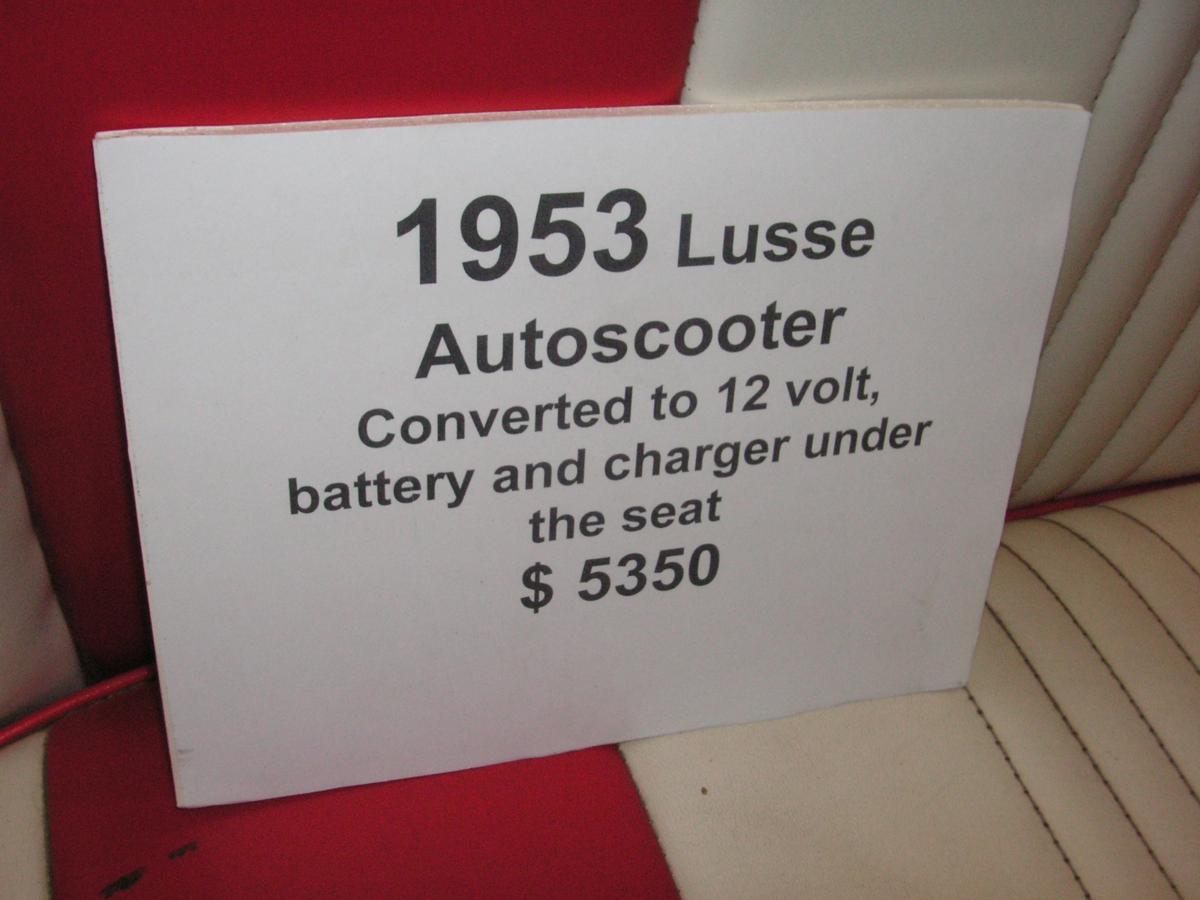 1953 Lusse
Autoscooter
Converted to 12 volt,
battery and charger under
the seat
$ 5350